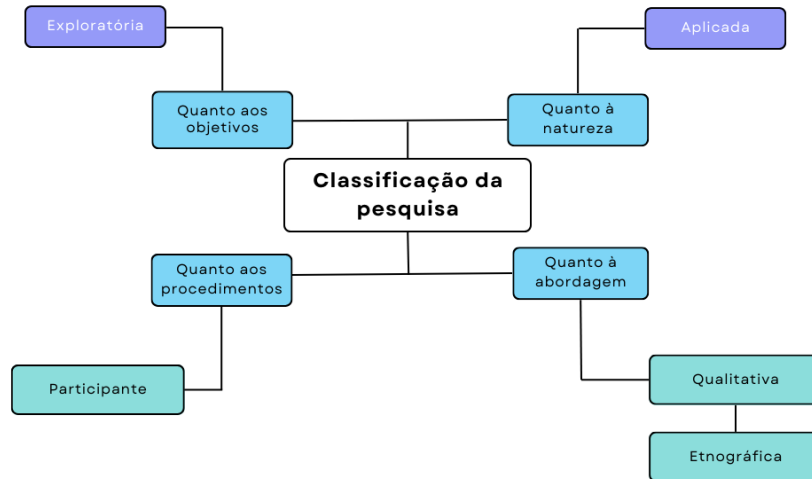 Exploratória
Aplicada
Quanto aos
objetivos
Quanto à
natureza
Classificação da
pesquisa
Quanto aos
procedimentos
Quanto à
abordagem
Participante
Qualitativa
Etnográfica